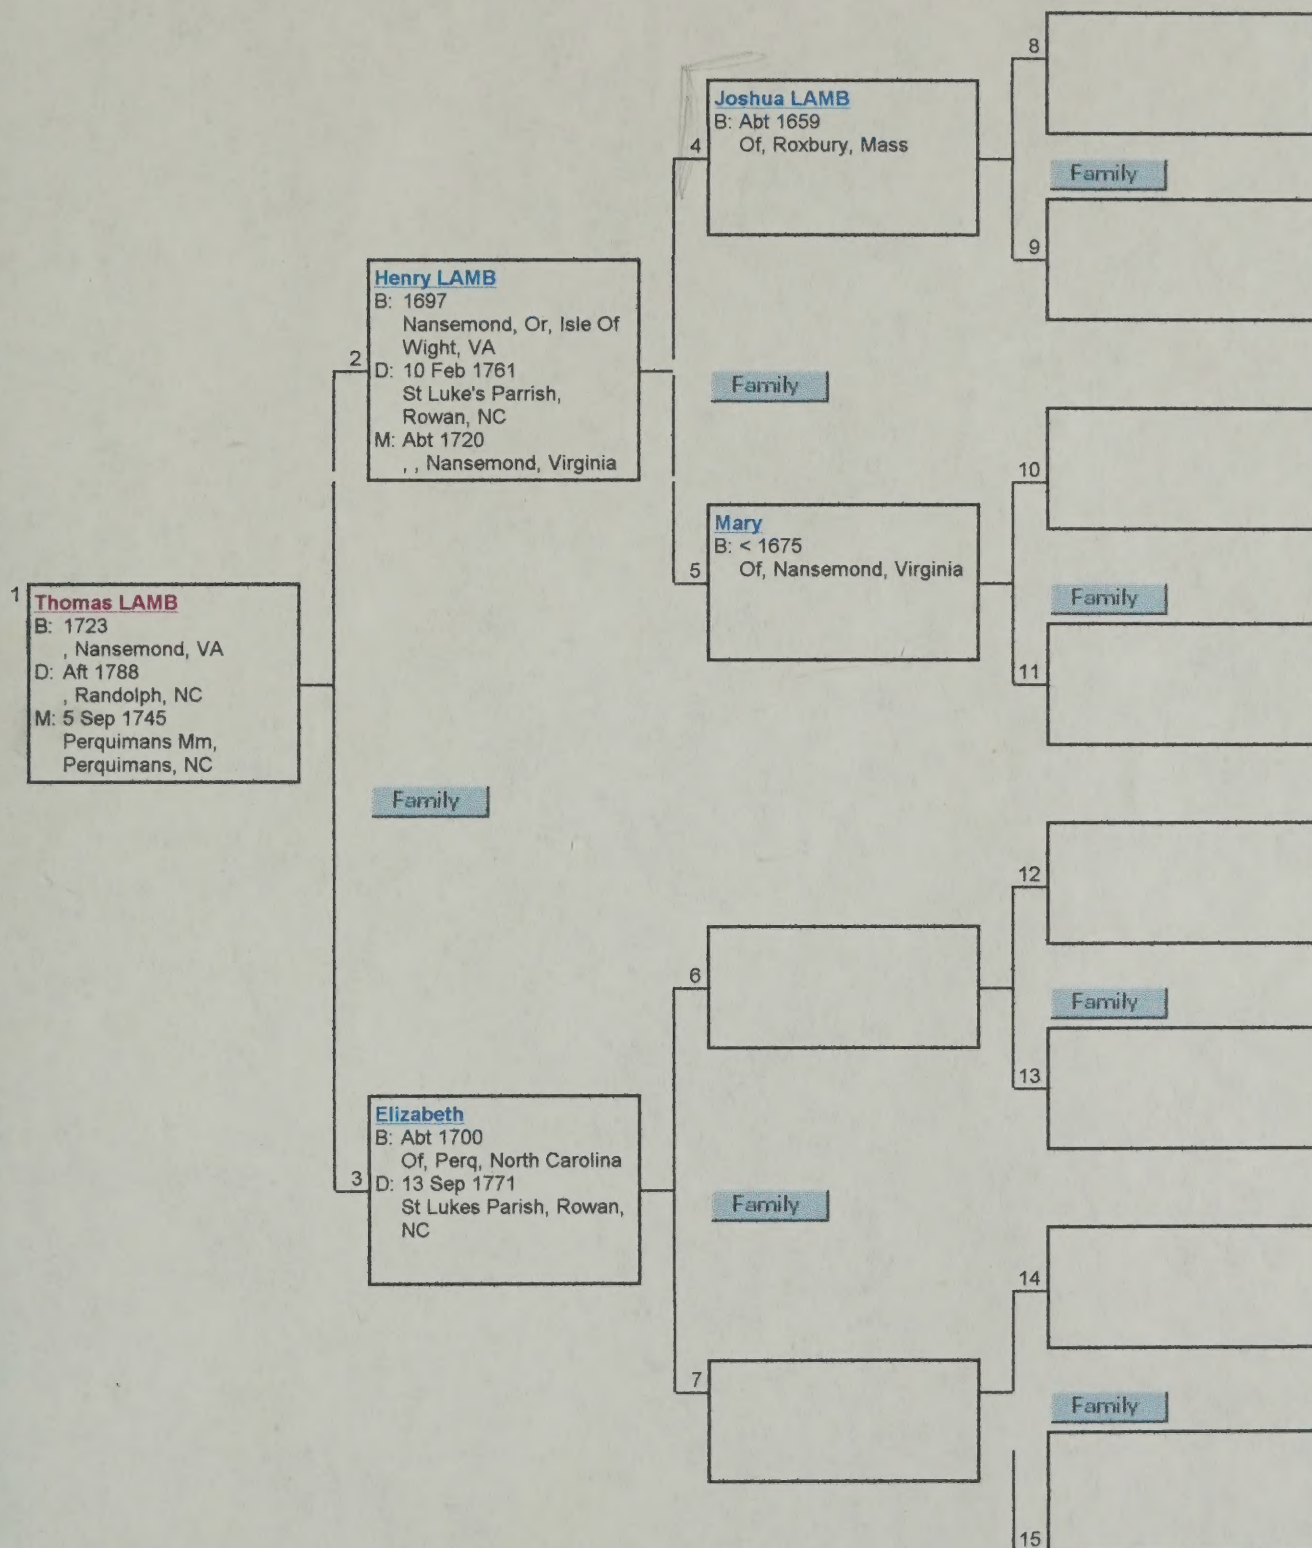 1
Thomas LAMB
B: 1723
, Nansemond, VA
D: Aft 1788
, Randolph, NC
M: 5 Sep 1745
Perquimans Mm,
Perquimans, NC
Family
2
Henry LAMB
B: 1697
Nansemond, Or, Isle Of
Wight, VA
D: 10 Feb 1761
St Luke's Parrish,
Rowan, NC
M: Abt 1720
, , Nansemond, Virginia
3
Elizabeth
B: Abt 1700
Of, Perq, North Carolina
D: 13 Sep 1771
St Lukes Parish, Rowan,
NC
4
Joshua LAMB
B: Abt 1659
Of, Roxbury, Mass
Family
5
Mary
B: < 1675
Of, Nansemond, Virginia
6
Family
7
8
Family
9
10
Family
11
12
Family
13
14
Family
15